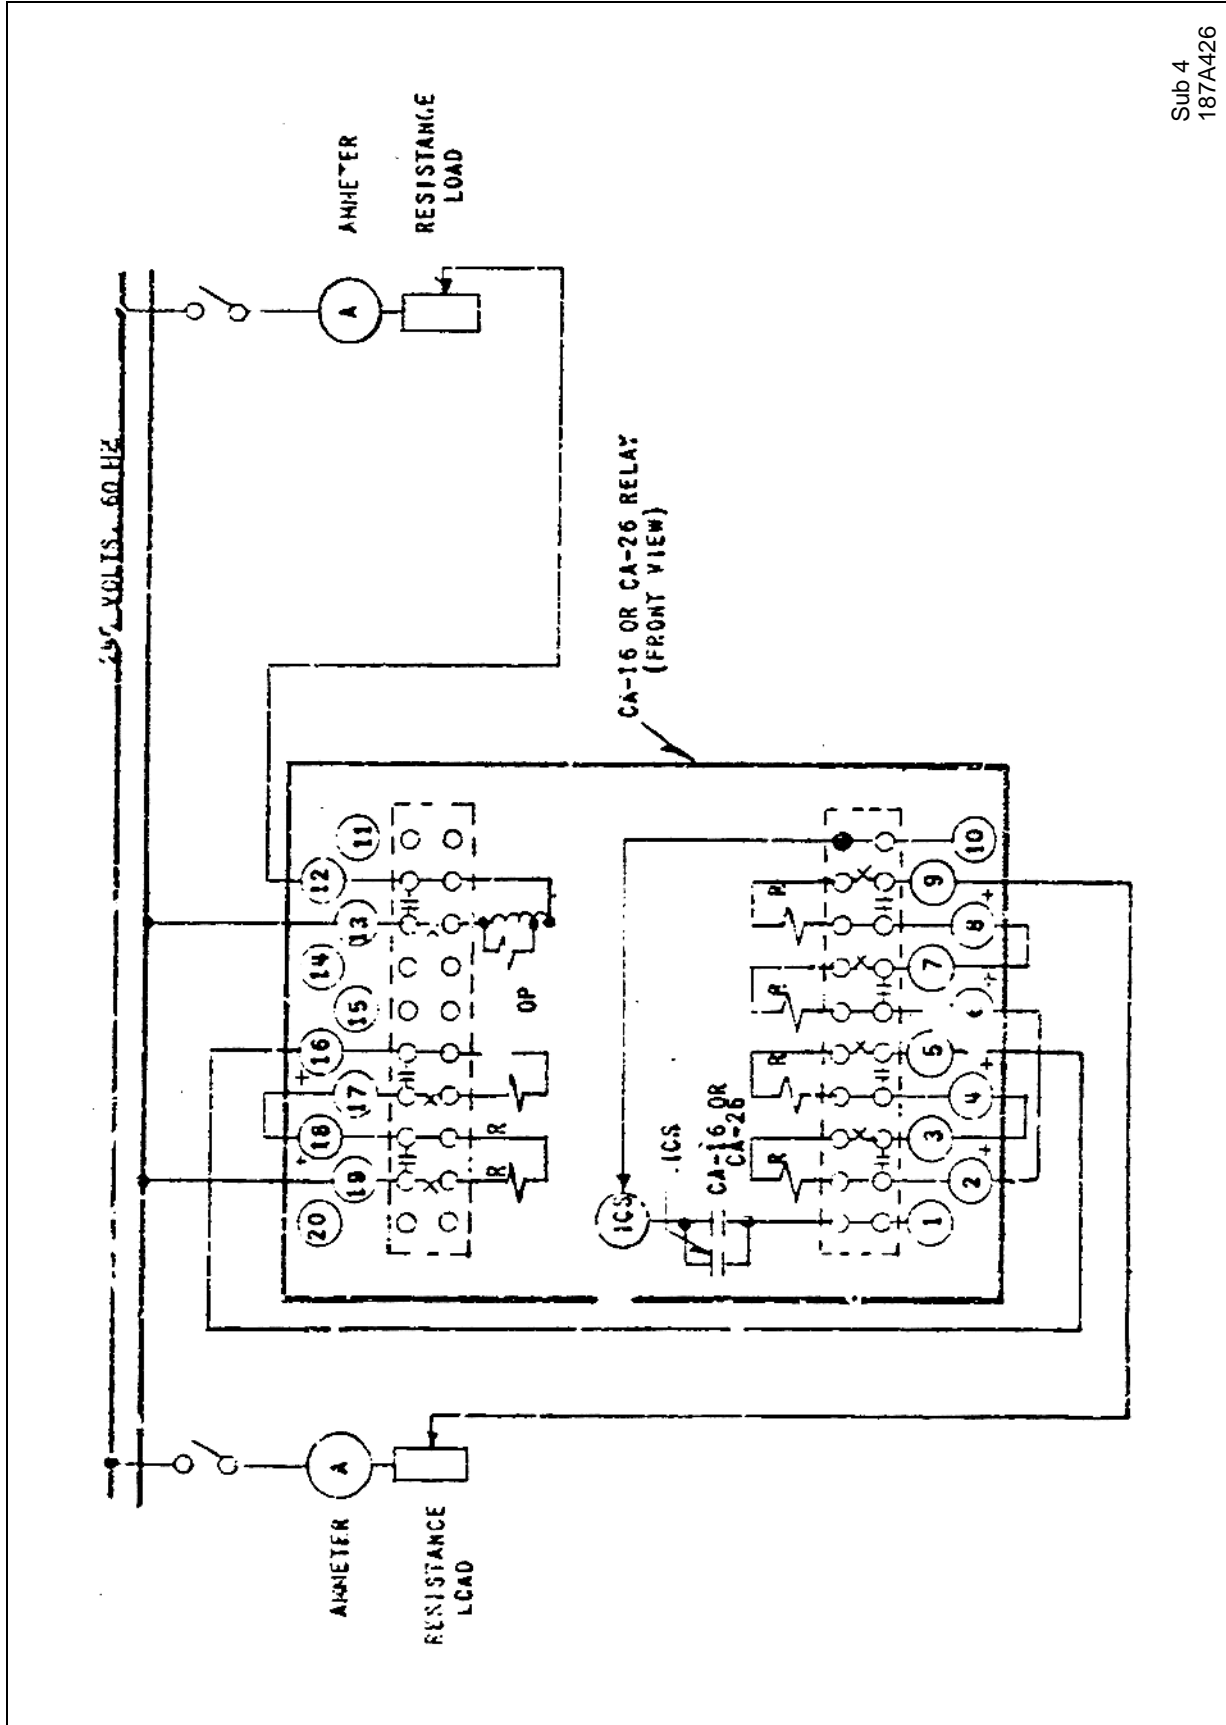 VOLTS, 60 HZ
AMMETER
RESISTANCE
LOAD
AMMETER
RESISTANCE
LOAD
A
A
CA-16 OR CA-26 RELAY
(FRONT VIEW)
20 19 18 17 16 15 14 13 12 11
+ +
R R
OP
ICS
ICS
CA-16 OR
CA-26
R R R R
1 2 3 4 5 7 8 9 10
+ + + +
Sub 4
187A426